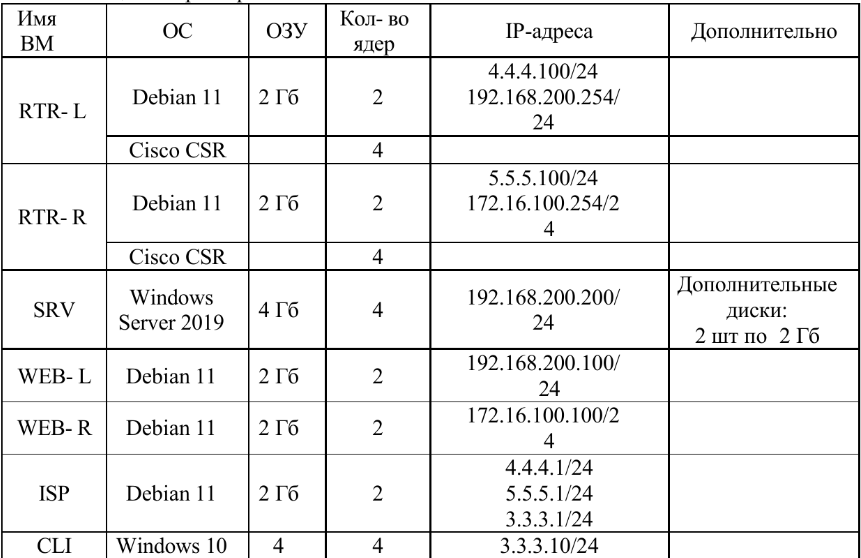 Имя ВМ | ОС | ОЗУ | Кол- во ядер | IP-адреса | Дополнительно
RTR- L | Debian 11 | 2 Гб | 2 | 4.4.4.100/24 192.168.200.254/ 24
Cisco CSR | 4
RTR- R | Debian 11 | 2 Гб | 2 | 5.5.5.100/24 172.16.100.254/2 4
Cisco CSR | 4
SRV | Windows Server 2019 | 4 Гб | 4 | 192.168.200.200/ 24 | Дополнительные диски: 2 шт по 2 Гб
WEB- L | Debian 11 | 2 Гб | 2 | 192.168.200.100/ 24
WEB- R | Debian 11 | 2 Гб | 2 | 172.16.100.100/2 4
ISP | Debian 11 | 2 Гб | 2 | 4.4.4.1/24 5.5.5.1/24 3.3.3.1/24
CLI | Windows 10 | 4 | 4 | 3.3.3.10/24